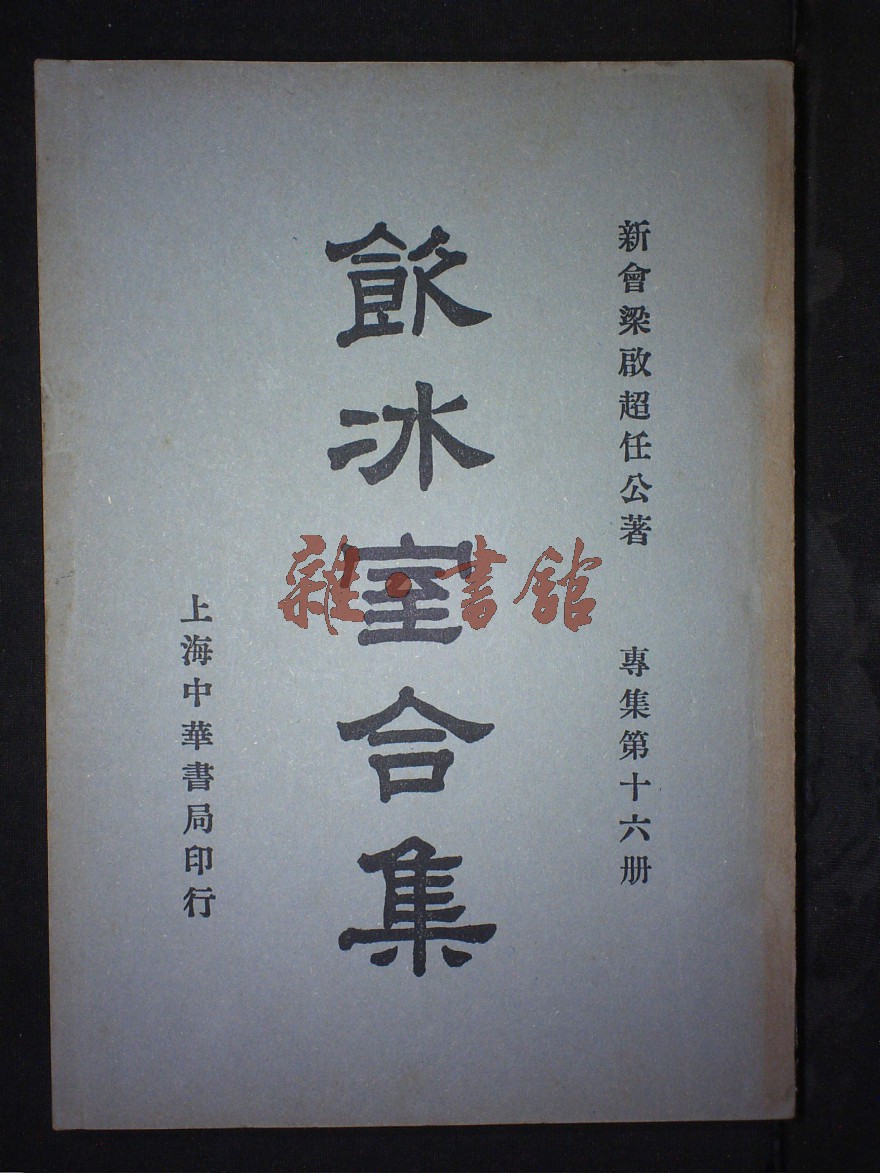 新會梁啟超任公著 專集第十六册
飲冰室合集
上海中華書局印行
雜·書館